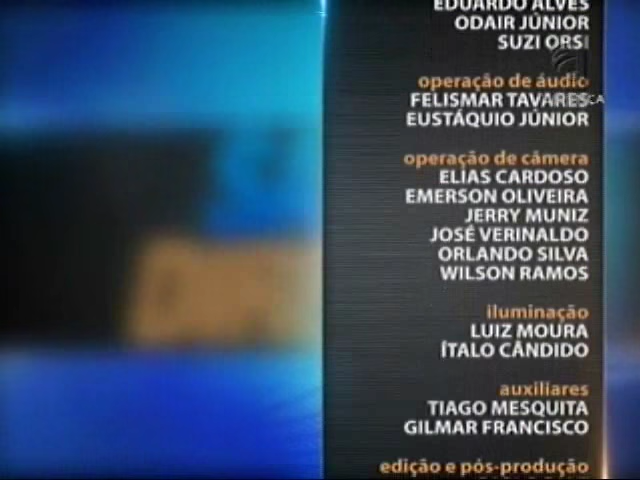 EDUARDO ALVES
ODAIR JÚNIOR
SUZI ORSI
operação de áudio
FELISMAR TAVARES
EUSTÁQUIO JÚNIOR
operação de câmera
ELIAS CARDOSO
EMERSON OLIVEIRA
JERRY MUNIZ
JOSÉ VERINALDO
ORLANDO SILVA
WILSON RAMOS
iluminação
LUIZ MOURA
ÍTALO CÂNDIDO
auxiliares
TIAGO MESQUITA
GILMAR FRANCISCO
edição e pós-produção